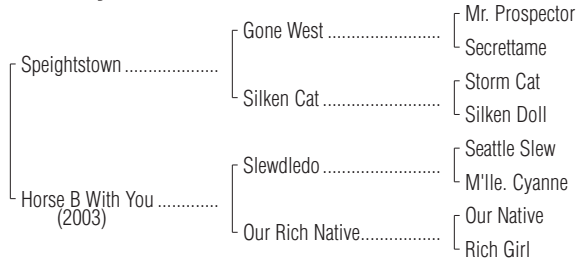 Mr. Prospector
Gone West ........................
Secrettame
Speightstown ....................
Storm Cat
Silken Cat .........................
Silken Doll
Seattle Slew
Slewdledo .........................
M'lle. Cyanne
Horse B With You .............
(2003)
Our Native
Our Rich Native.................
Rich Girl